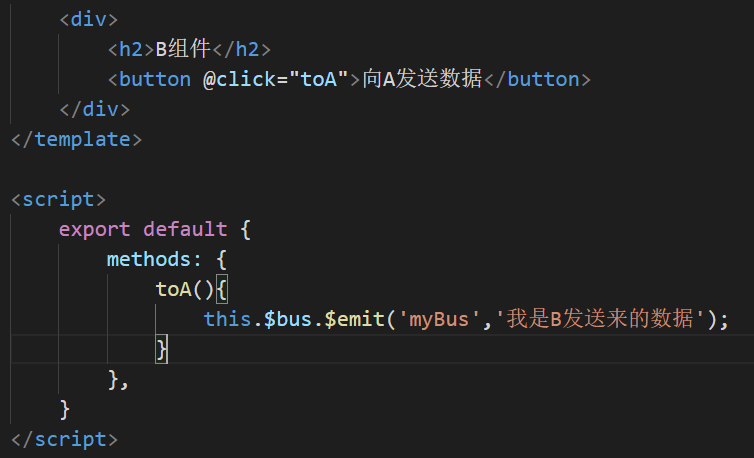 <div>
<h2>B组件</h2>
<button @click="toA">向A发送数据</button>
</div>
</template>
<script>
export default {
methods: {
toA(){
this.$bus.$emit('myBus','我是B发送来的数据');
}
},
}
</script>